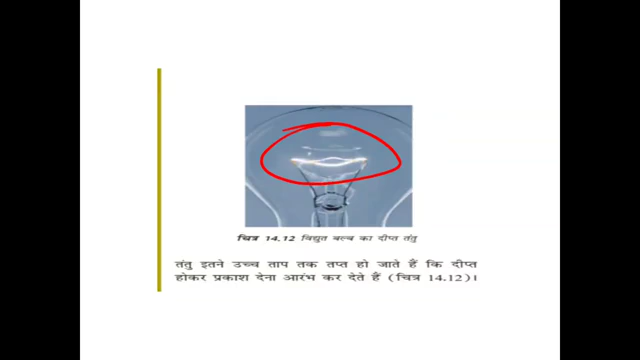 चित्र 14.12 विद्युत बल्ब का दीप्त तंतु
तंतु इतने उच्च ताप तक तप्त हो जाते हैं कि दीप्त
होकर प्रकाश देना आरंभ कर देते हैं (चित्र 14.12)।